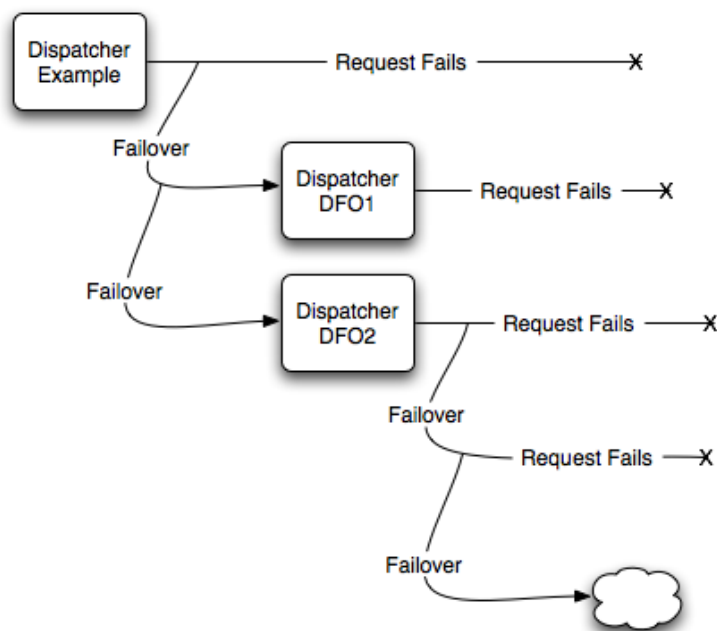 Dispatcher
Example
Request Fails
X
Failover
Dispatcher
DFO1
Request Fails
X
Failover
Dispatcher
DFO2
Request Fails
X
Failover
Request Fails
X
Failover